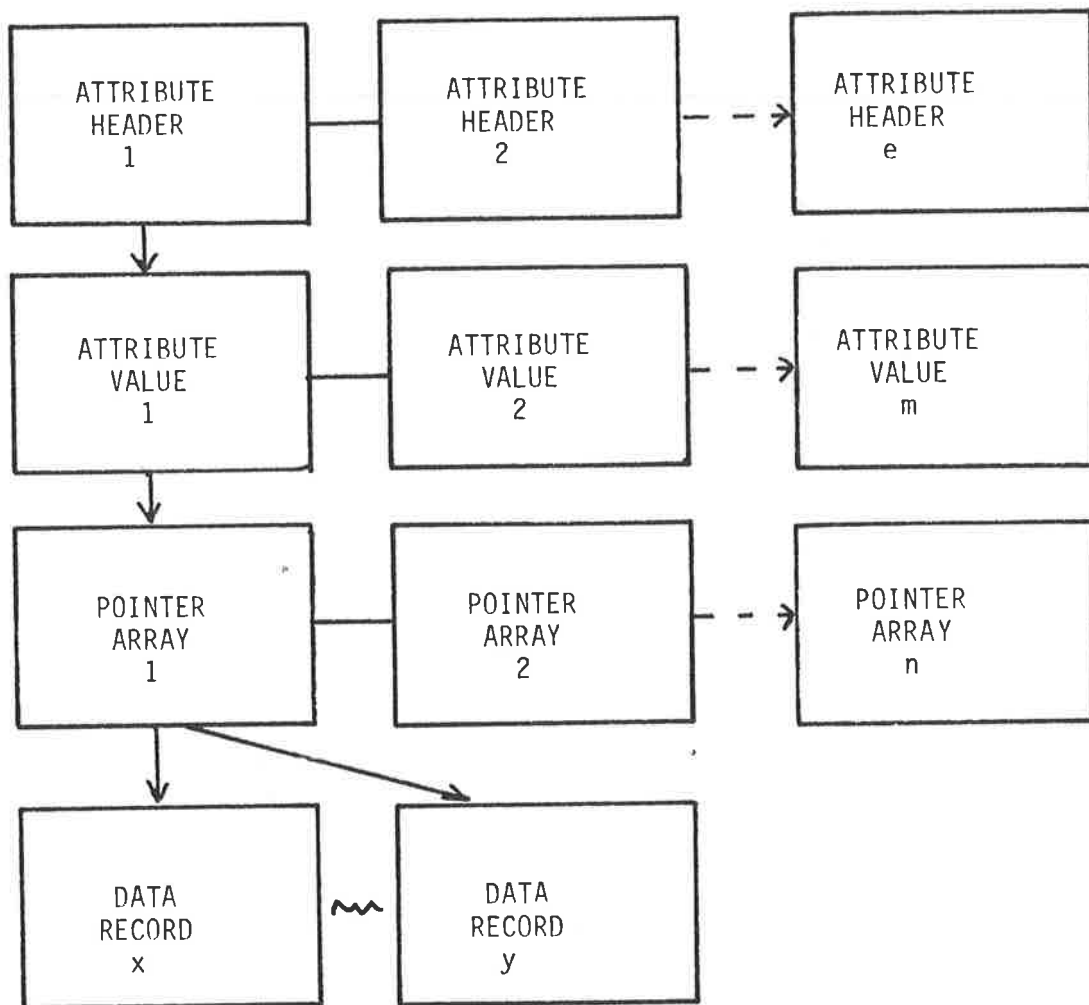 ATTRIBUTE
HEADER
1
ATTRIBUTE
HEADER
2
ATTRIBUTE
HEADER
e
ATTRIBUTE
VALUE
1
ATTRIBUTE
VALUE
2
ATTRIBUTE
VALUE
m
POINTER
ARRAY
1
POINTER
ARRAY
2
POINTER
ARRAY
n
DATA
RECORD
x
DATA
RECORD
y